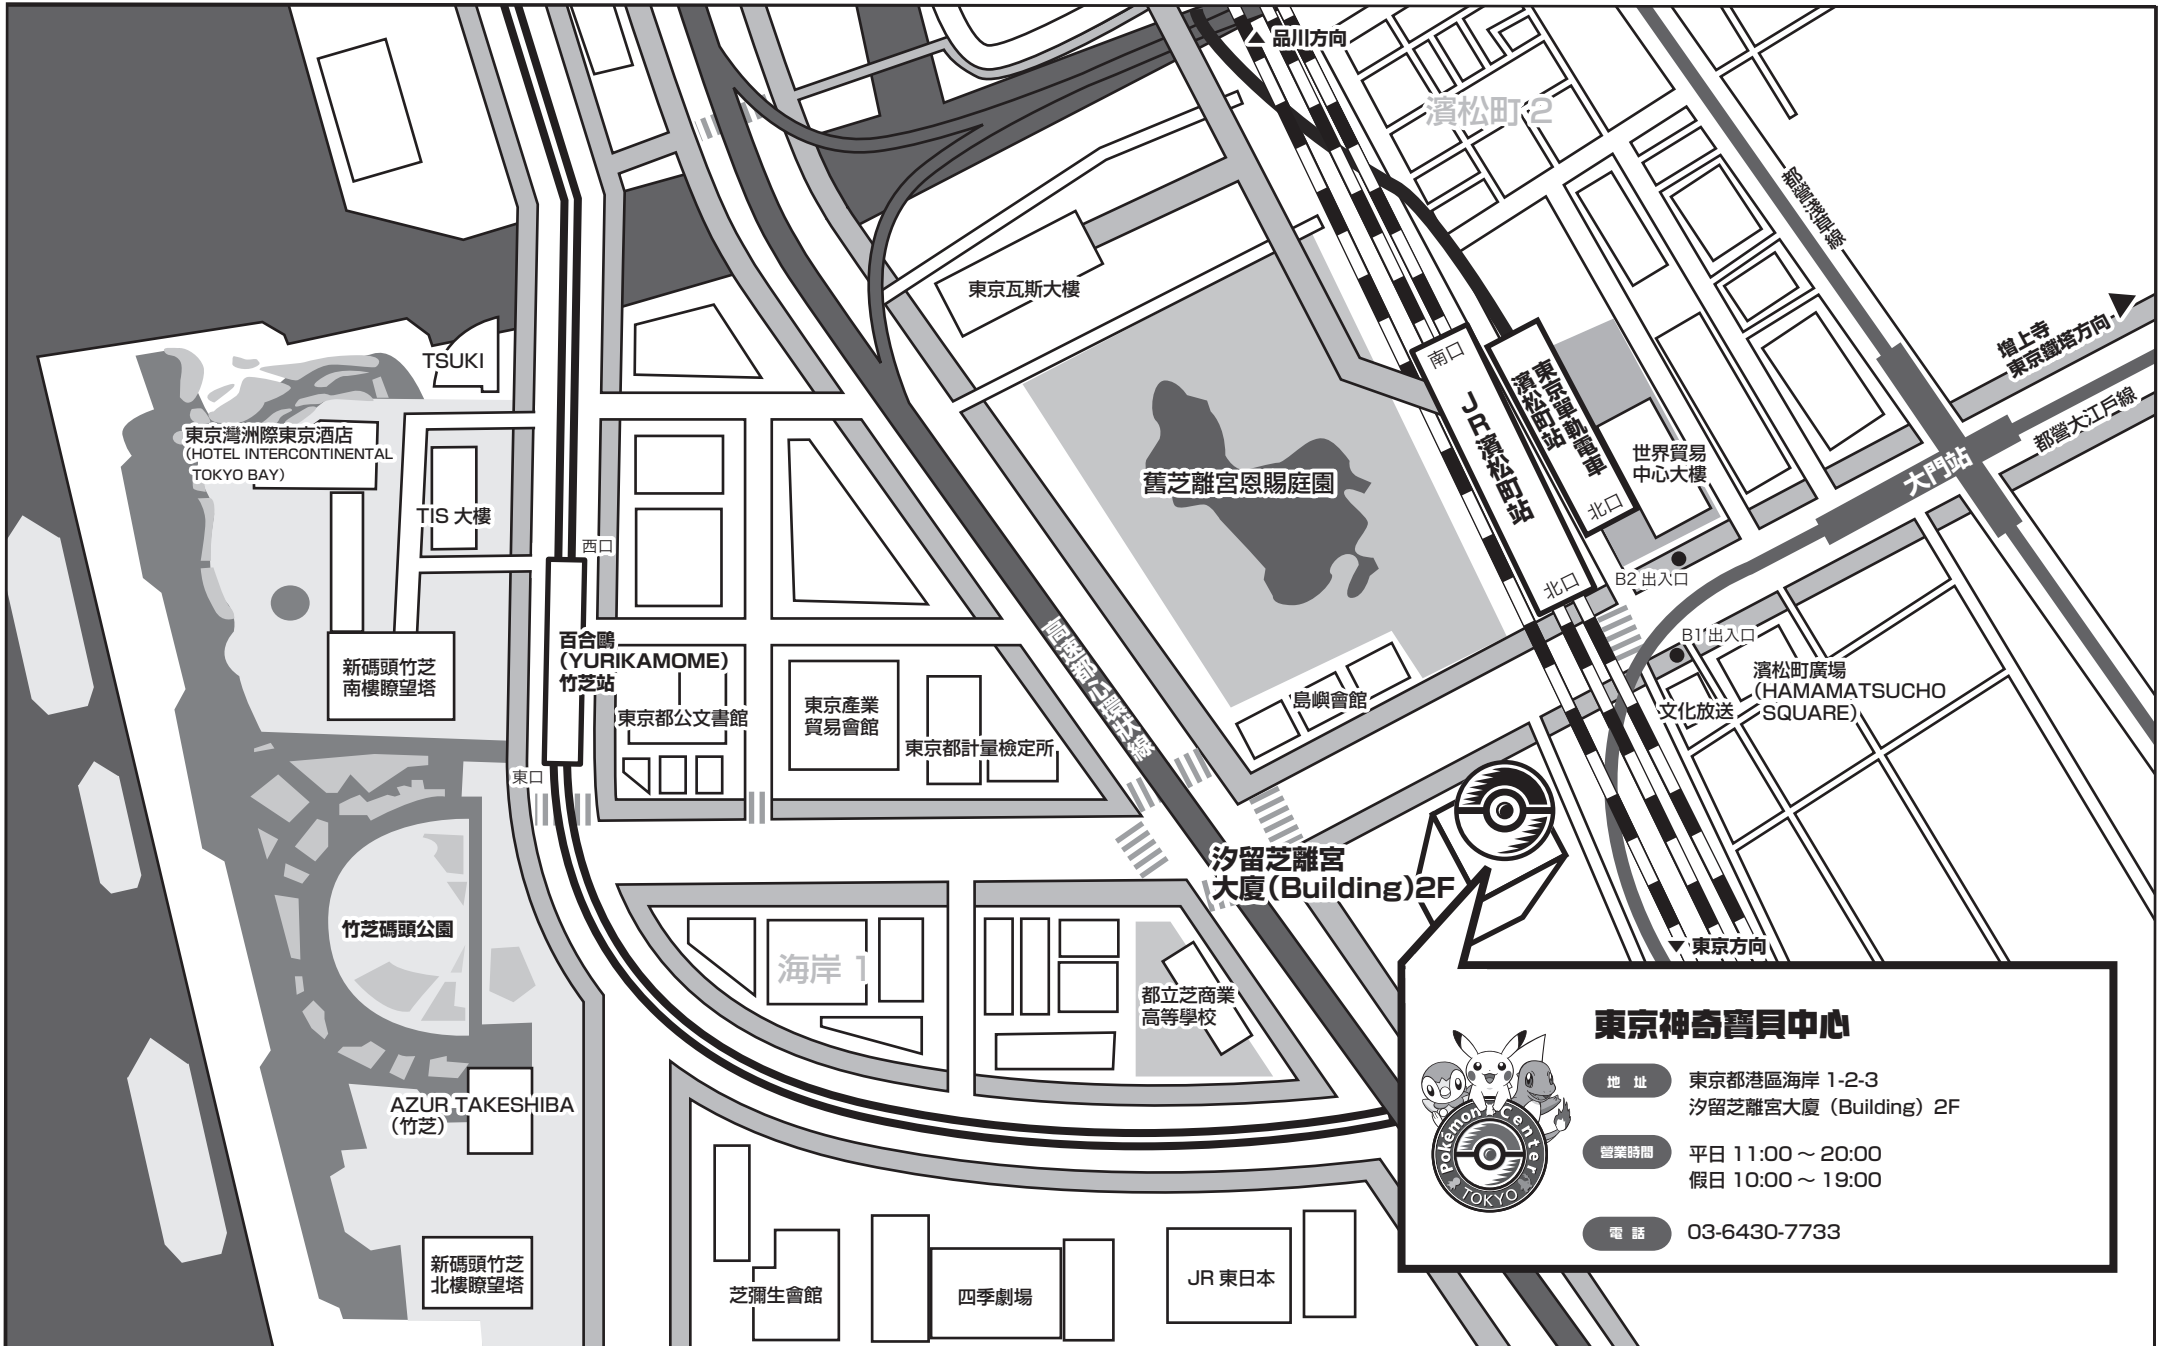 ▲ 品川方向
濱松町 2
都營淺草線
東京瓦斯大樓
增上寺
東京鐵塔方向
都營大江戶線
大門站
TSUKI
東京灣洲際東京酒店
(HOTEL INTERCONTINENTAL
TOKYO BAY)
TIS 大樓
西口
舊芝離宮恩賜庭園
南口
JR 濱松町站
北口
東京單軌電車
濱松町站
北口
世界貿易
中心大樓
B2 出入口
B1 出入口
濱松町廣場
(HAMAMATSUCHO
SQUARE)
文化放送
新碼頭竹芝
南樓瞭望塔
百合鷗
(YURIKAMOME)
竹芝站
東京都公文書館
東京產業
貿易會館
東京都計量檢定所
高速都心環狀線
島嶼會館
東口
汐留芝離宮
大廈(Building)2F
竹芝碼頭公園
海岸 1
都立芝商業
高等學校
▼ 東京方向
AZUR TAKESHIBA
(竹芝)
新碼頭竹芝
北樓瞭望塔
芝彌生會館
四季劇場
JR 東日本
東京神奇寶貝中心
地 址
東京都港區海岸 1-2-3
汐留芝離宮大廈 (Building) 2F
營業時間
平日 11:00 ～ 20:00
假日 10:00 ～ 19:00
電 話
03-6430-7733
Pokémon Center
TOKYO